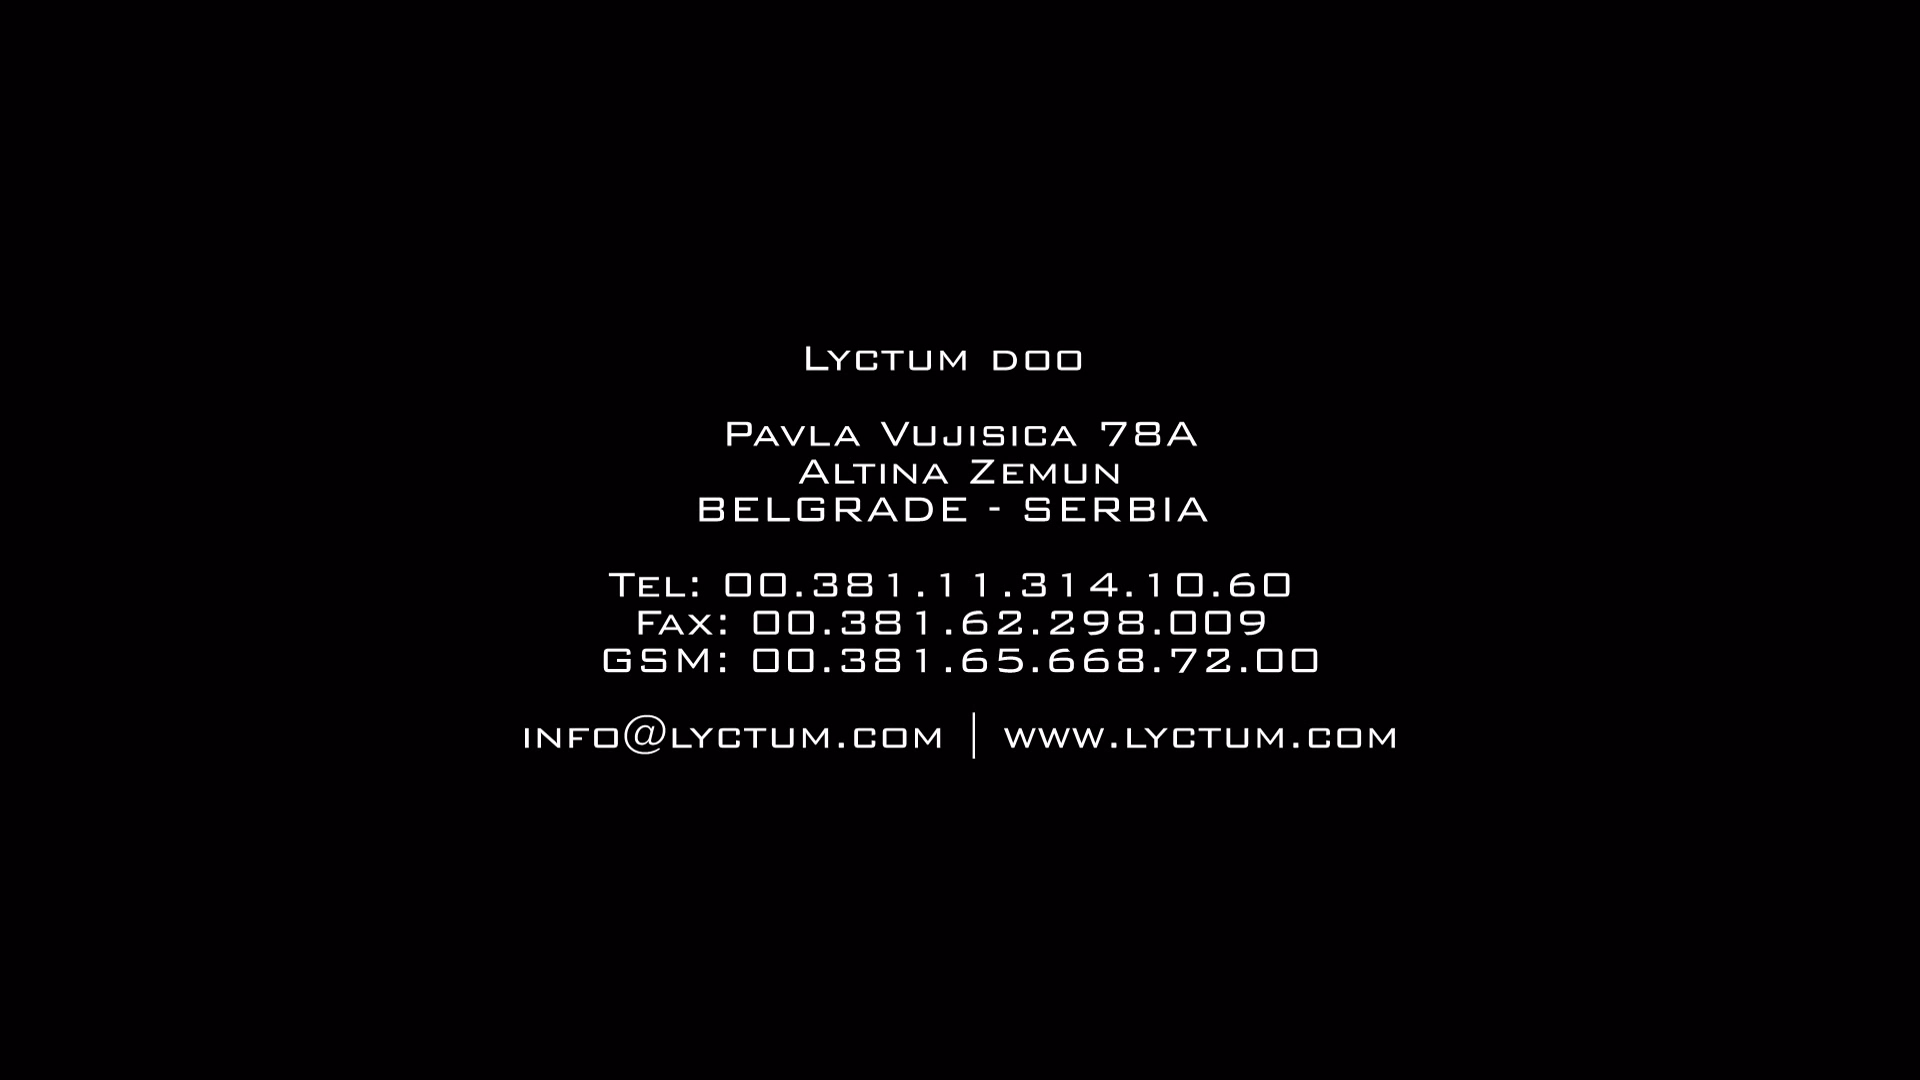 Lyctum doo
Pavla Vujisica 78A
Altina Zemun
BELGRADE - SERBIA
Tel: 00.381.11.314.10.60
Fax: 00.381.62.298.009
GSM: 00.381.65.668.72.00
info@lyctum.com | www.lyctum.com